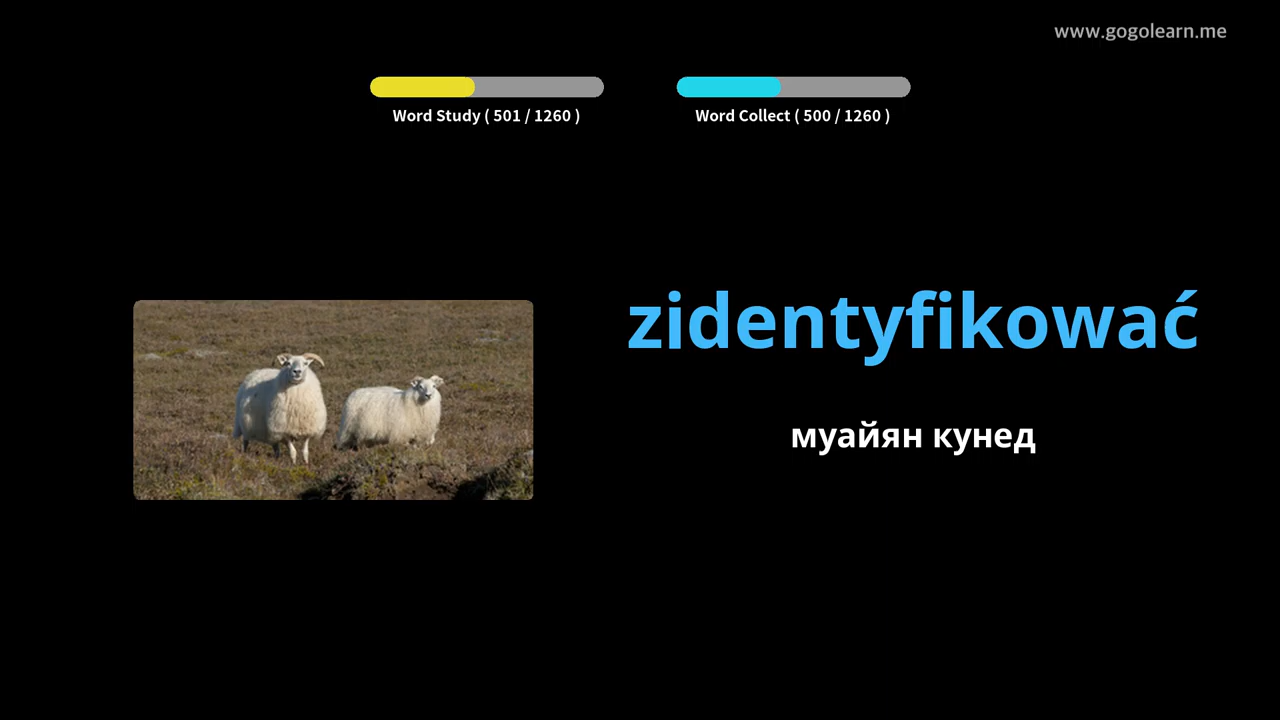 www.gogolearn.me
Word Study ( 501 / 1260 )
Word Collect ( 500 / 1260 )
zidentyfikować
муайян кунед